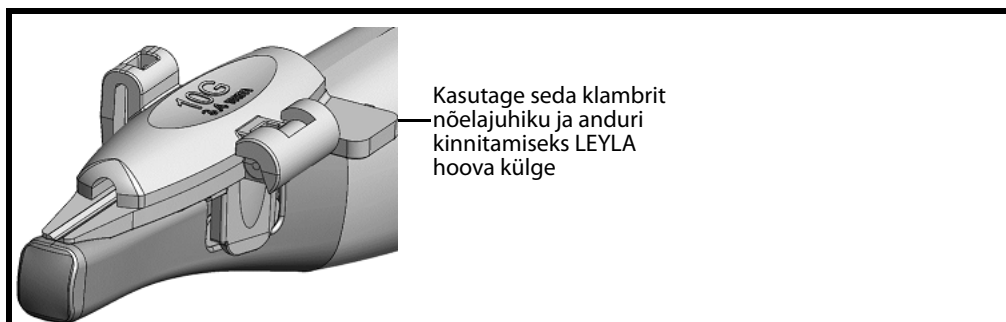 10G
Kasutage seda klambrit
nõelajuhiku ja anduri
kinnitamiseks LEYLA
hoova külge